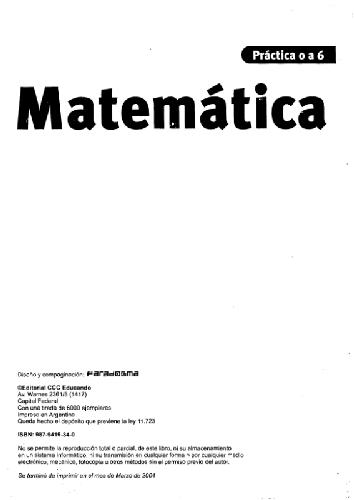 Práctica 0 a 6
Matemática
Diseño y compaginación: Paradigma
©Editorial CCC Educando
Av. Warnes 2361/5 (1417)
Capital Federal
Con una tirada de 6000 ejemplares
Impreso en Argentina
Queda hecho el depósito que previene la ley 11.723
ISBN: 987-9419-34-0
No se permite la reproducción total o parcial, de este libro, ni su almacenamiento
en un sistema informático, ni su transmisión en cualquier forma o por cualquier medio
electrónico, mecánico, fotocopia u otros métodos sin el permiso previo del autor.
Se terminó de imprimir en el mes de Marzo de 2001